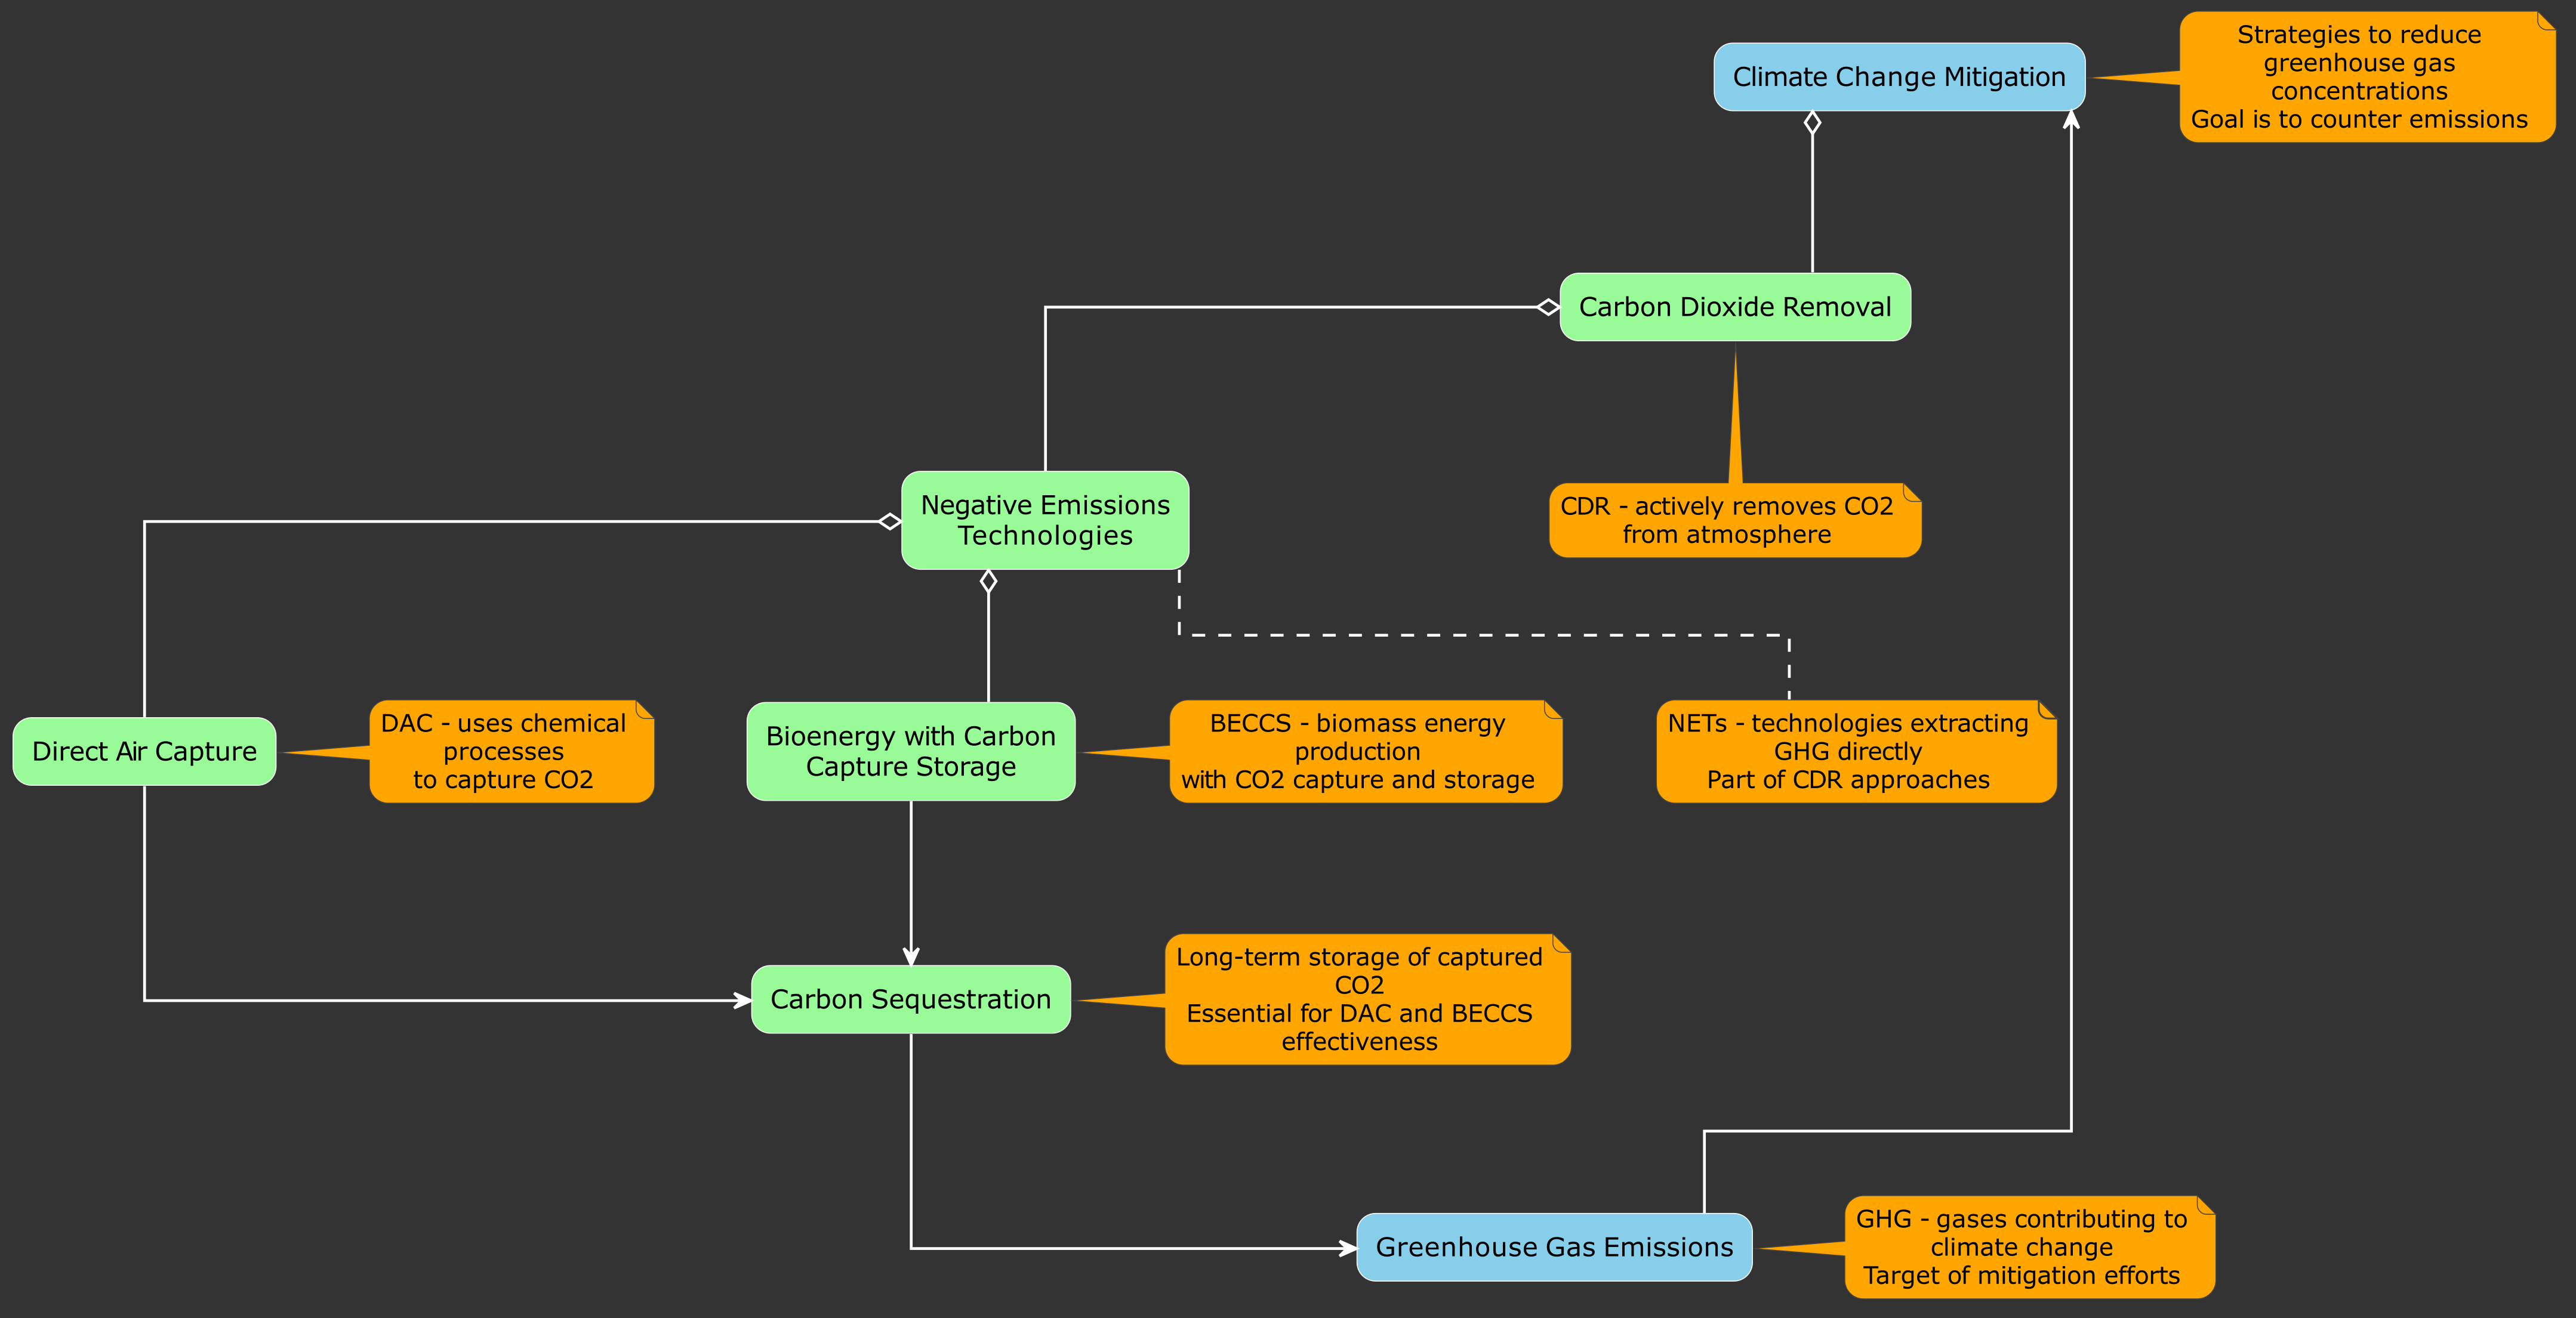 Strategies to reduce
greenhouse gas
concentrations
Goal is to counter emissions
Climate Change Mitigation
Carbon Dioxide Removal
CDR - actively removes CO2
from atmosphere
Negative Emissions
Technologies
Direct Air Capture
DAC - uses chemical
processes
to capture CO2
Bioenergy with Carbon
Capture Storage
BECCS - biomass energy
production
with CO2 capture and storage
NETs - technologies extracting
GHG directly
Part of CDR approaches
Carbon Sequestration
Long-term storage of captured
CO2
Essential for DAC and BECCS
effectiveness
Greenhouse Gas Emissions
GHG - gases contributing to
climate change
Target of mitigation efforts